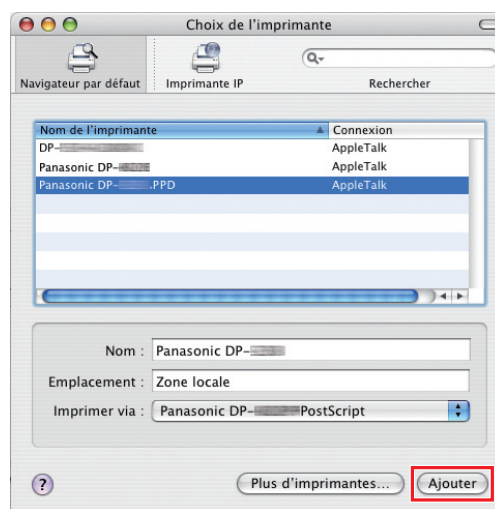 Choix de l'imprimante
Navigateur par défaut
Imprimante IP
Rechercher
Nom de l'imprimante Connexion
DP- AppleTalk
Panasonic DP- AppleTalk
Panasonic DP- .PPD AppleTalk
Nom : Panasonic DP-
Emplacement : Zone locale
Imprimer via : Panasonic DP- PostScript
? Plus d'imprimantes... Ajouter